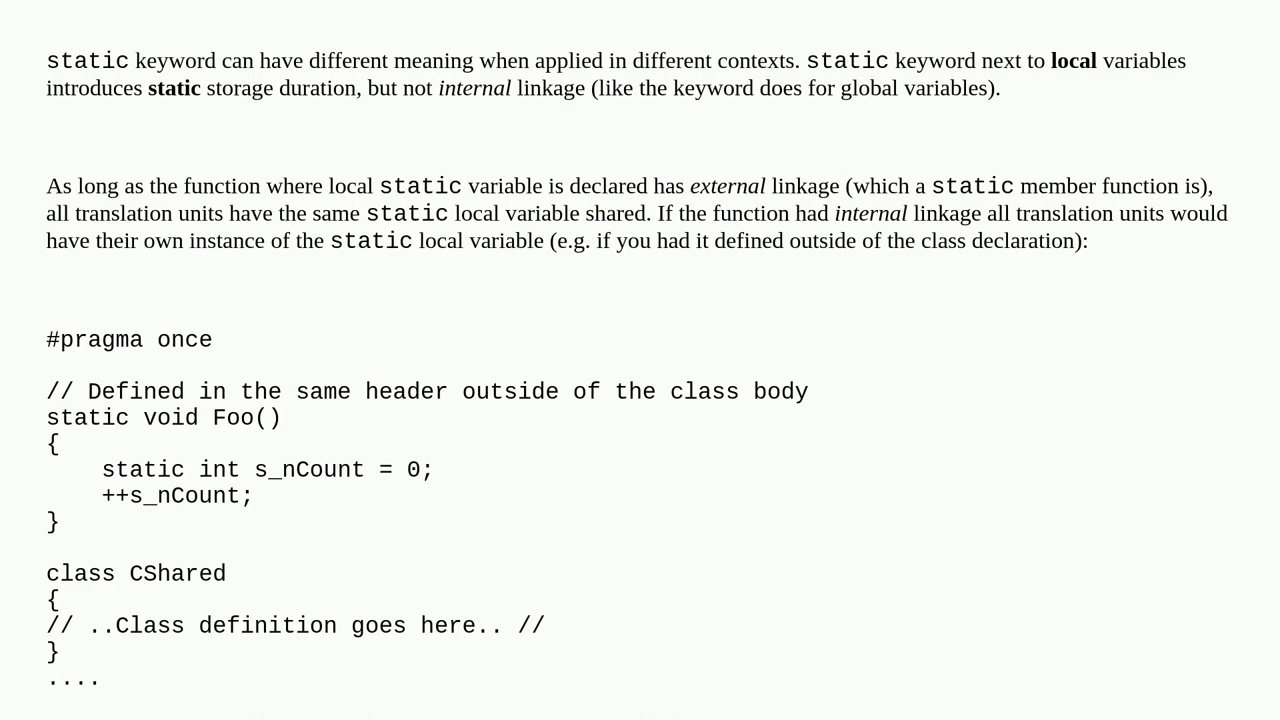 static keyword can have different meaning when applied in different contexts. static keyword next to local variables
introduces static storage duration, but not internal linkage (like the keyword does for global variables).
As long as the function where local static variable is declared has external linkage (which a static member function is),
all translation units have the same static local variable shared. If the function had internal linkage all translation units would
have their own instance of the static local variable (e.g. if you had it defined outside of the class declaration):
#pragma once
// Defined in the same header outside of the class body
static void Foo()
{
    static int s_nCount = 0;
    ++s_nCount;
}
class CShared
{
// ..Class definition goes here.. //
}
....